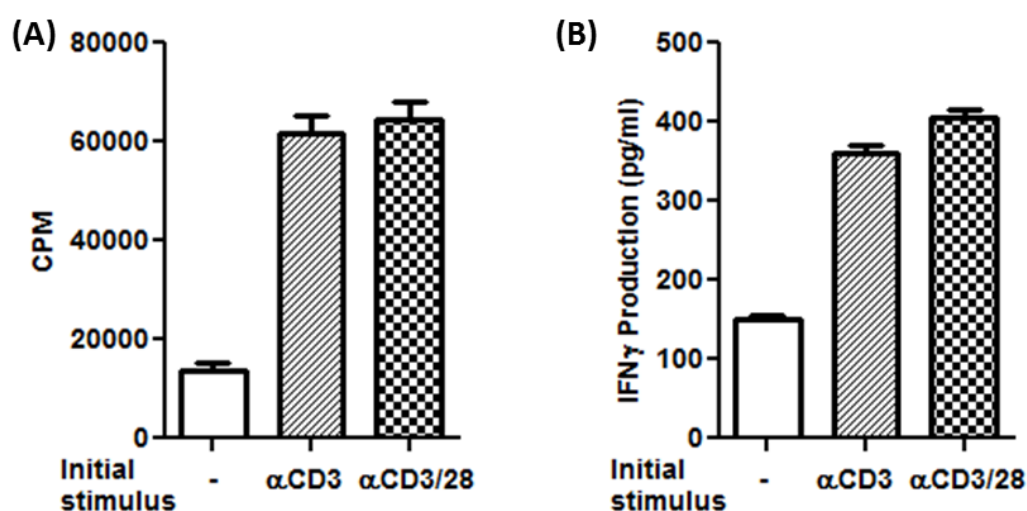 (A)
80000
60000
40000
20000
0
CPM
Initial stimulus
- αCD3 αCD3/28
(B)
500
400
300
200
100
0
IFNγ Production (pg/ml)
Initial stimulus
- αCD3 αCD3/28